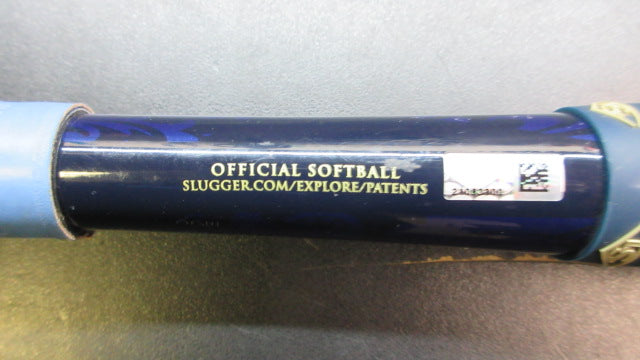 OFFICIAL SOFTBALL
SLUGGER.COM/EXPLORE/PATENTS